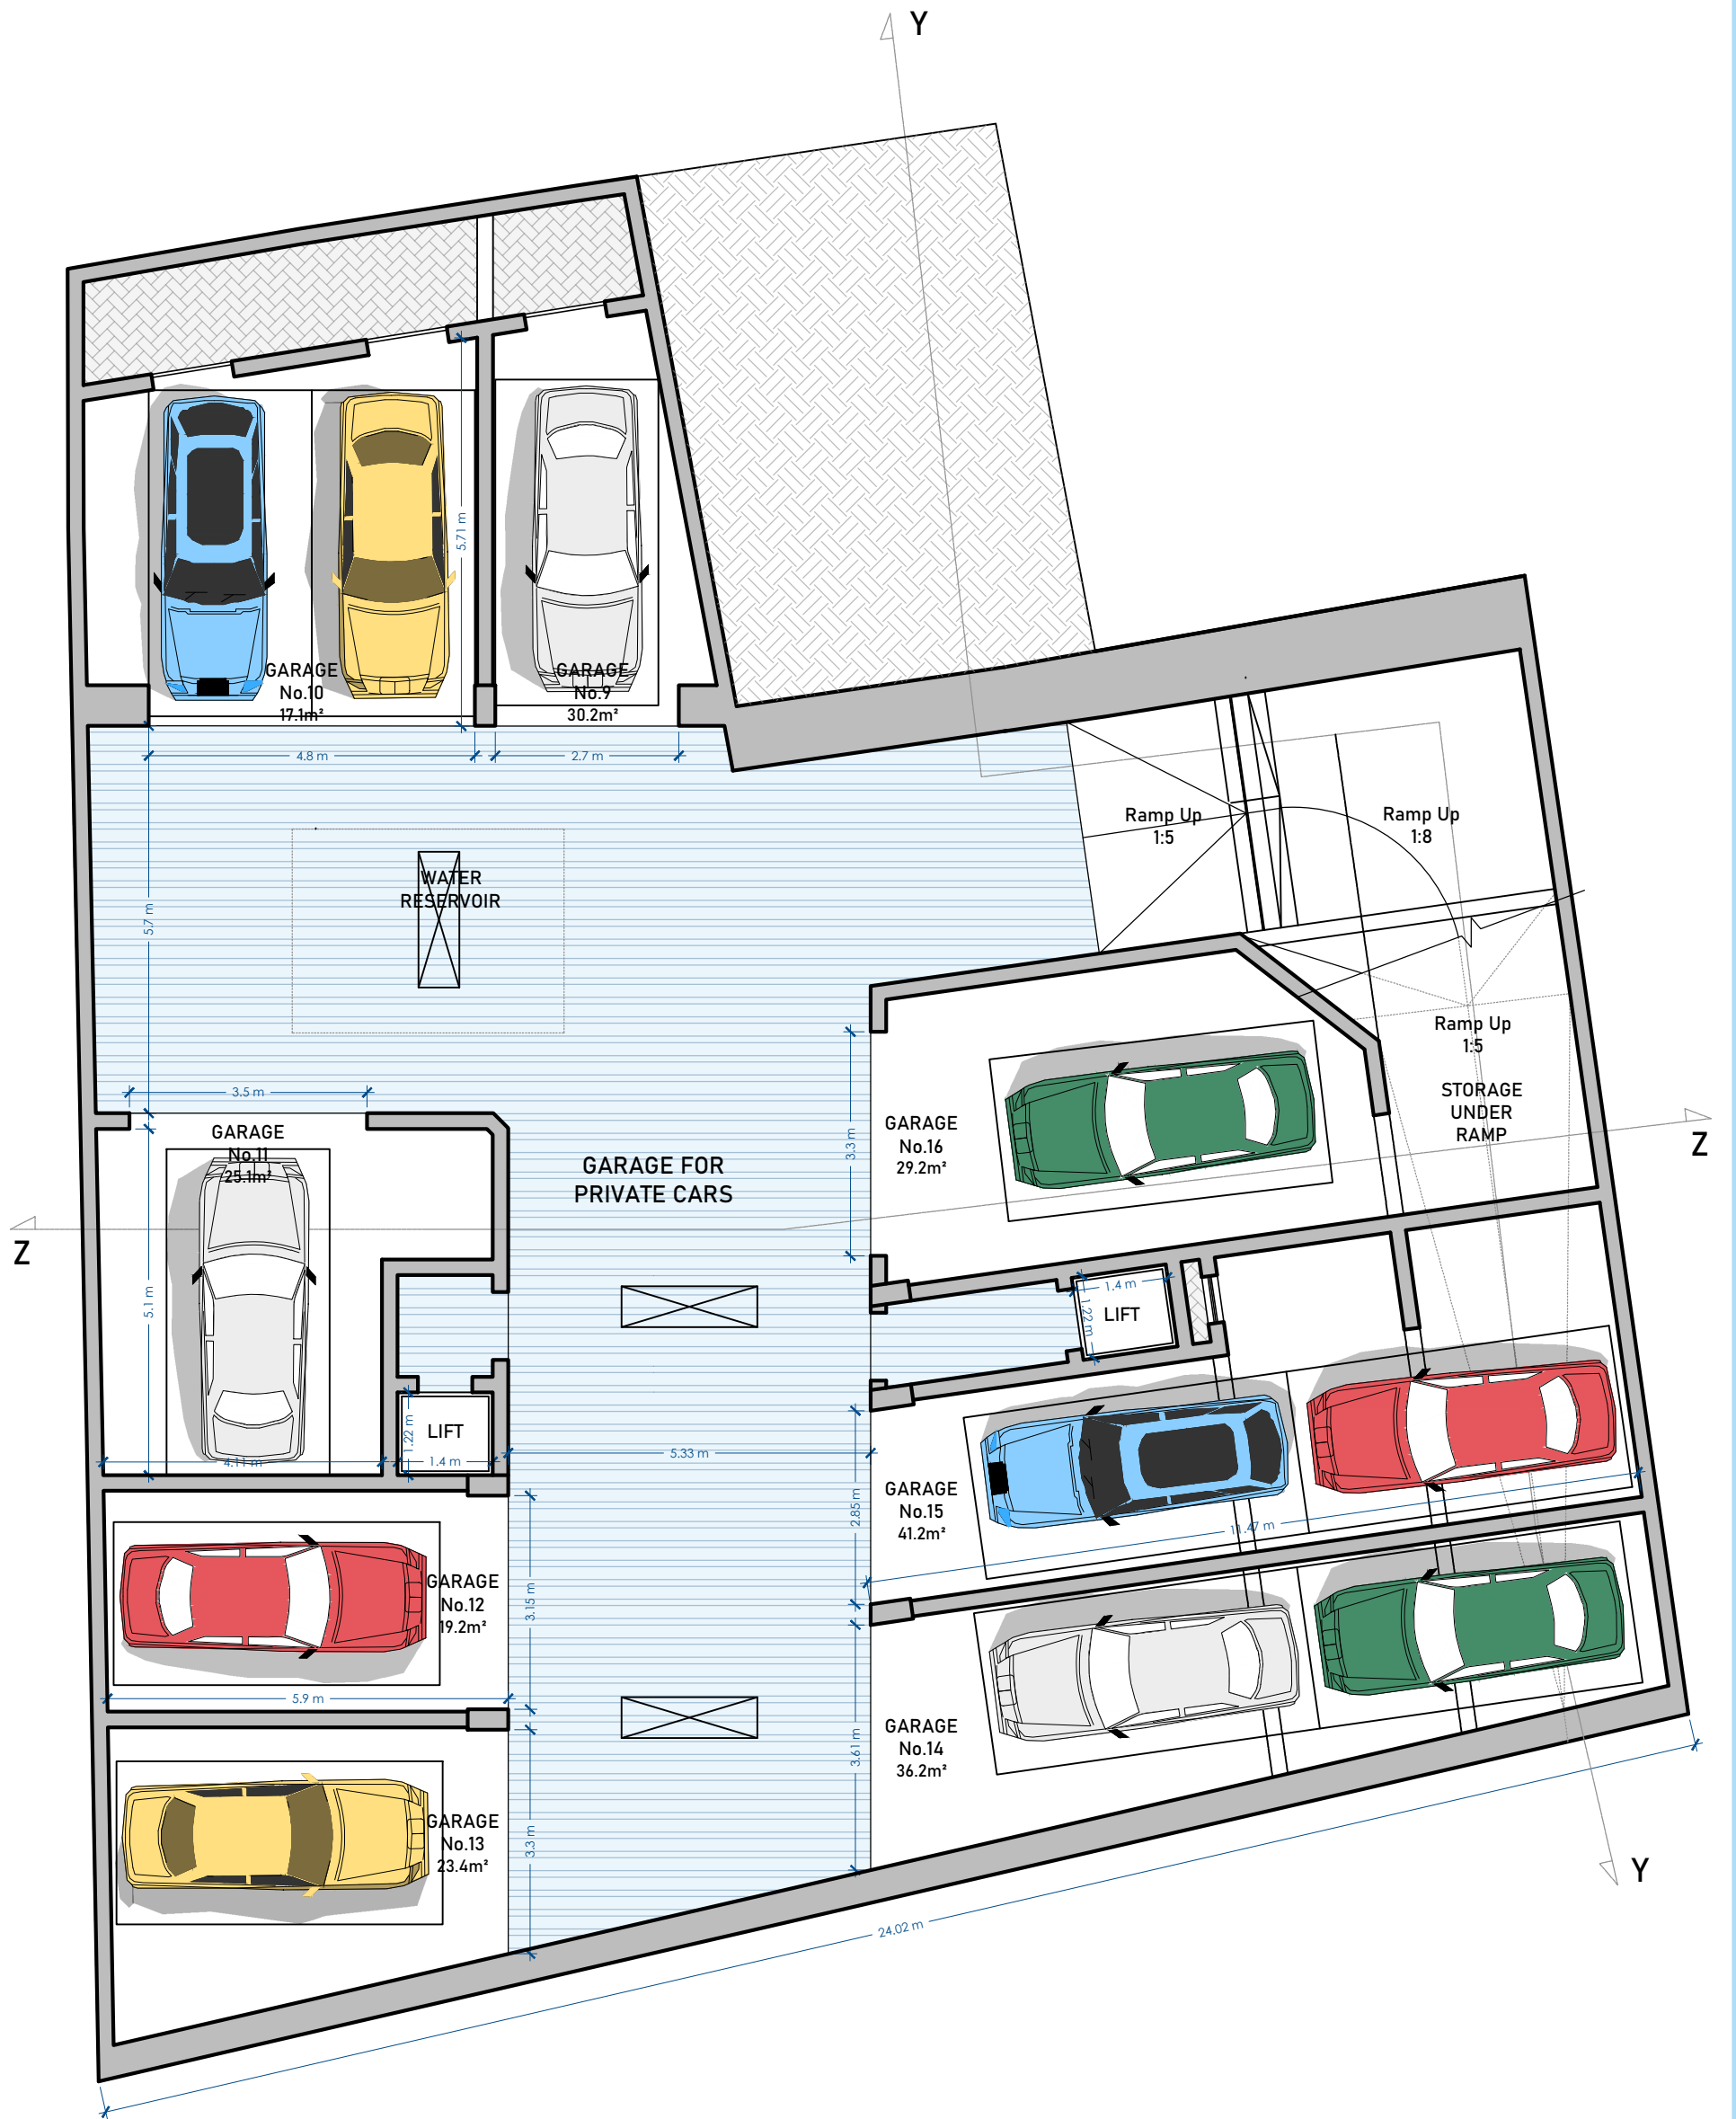 Y
5.71 m
GARAGE
No.10
17.1m²
GARAGE
No.9
30.2m²
4.8 m
2.7 m
Ramp Up
1:5
Ramp Up
1:8
WATER
RESERVOIR
5.7 m
Ramp Up
1:5
STORAGE
UNDER
RAMP
3.5 m
GARAGE
No.11
25.1m²
GARAGE FOR
PRIVATE CARS
3.3 m
GARAGE
No.16
29.2m²
Z
Z
5.1 m
1.4 m
1.22 m
LIFT
LIFT
1.22 m
4.11 m
1.4 m
5.33 m
2.85 m
GARAGE
No.15
41.2m²
11.47 m
GARAGE
No.12
19.2m²
3.15 m
5.9 m
GARAGE
No.14
36.2m²
3.61 m
GARAGE
No.13
23.4m²
3.3 m
Y
24.02 m